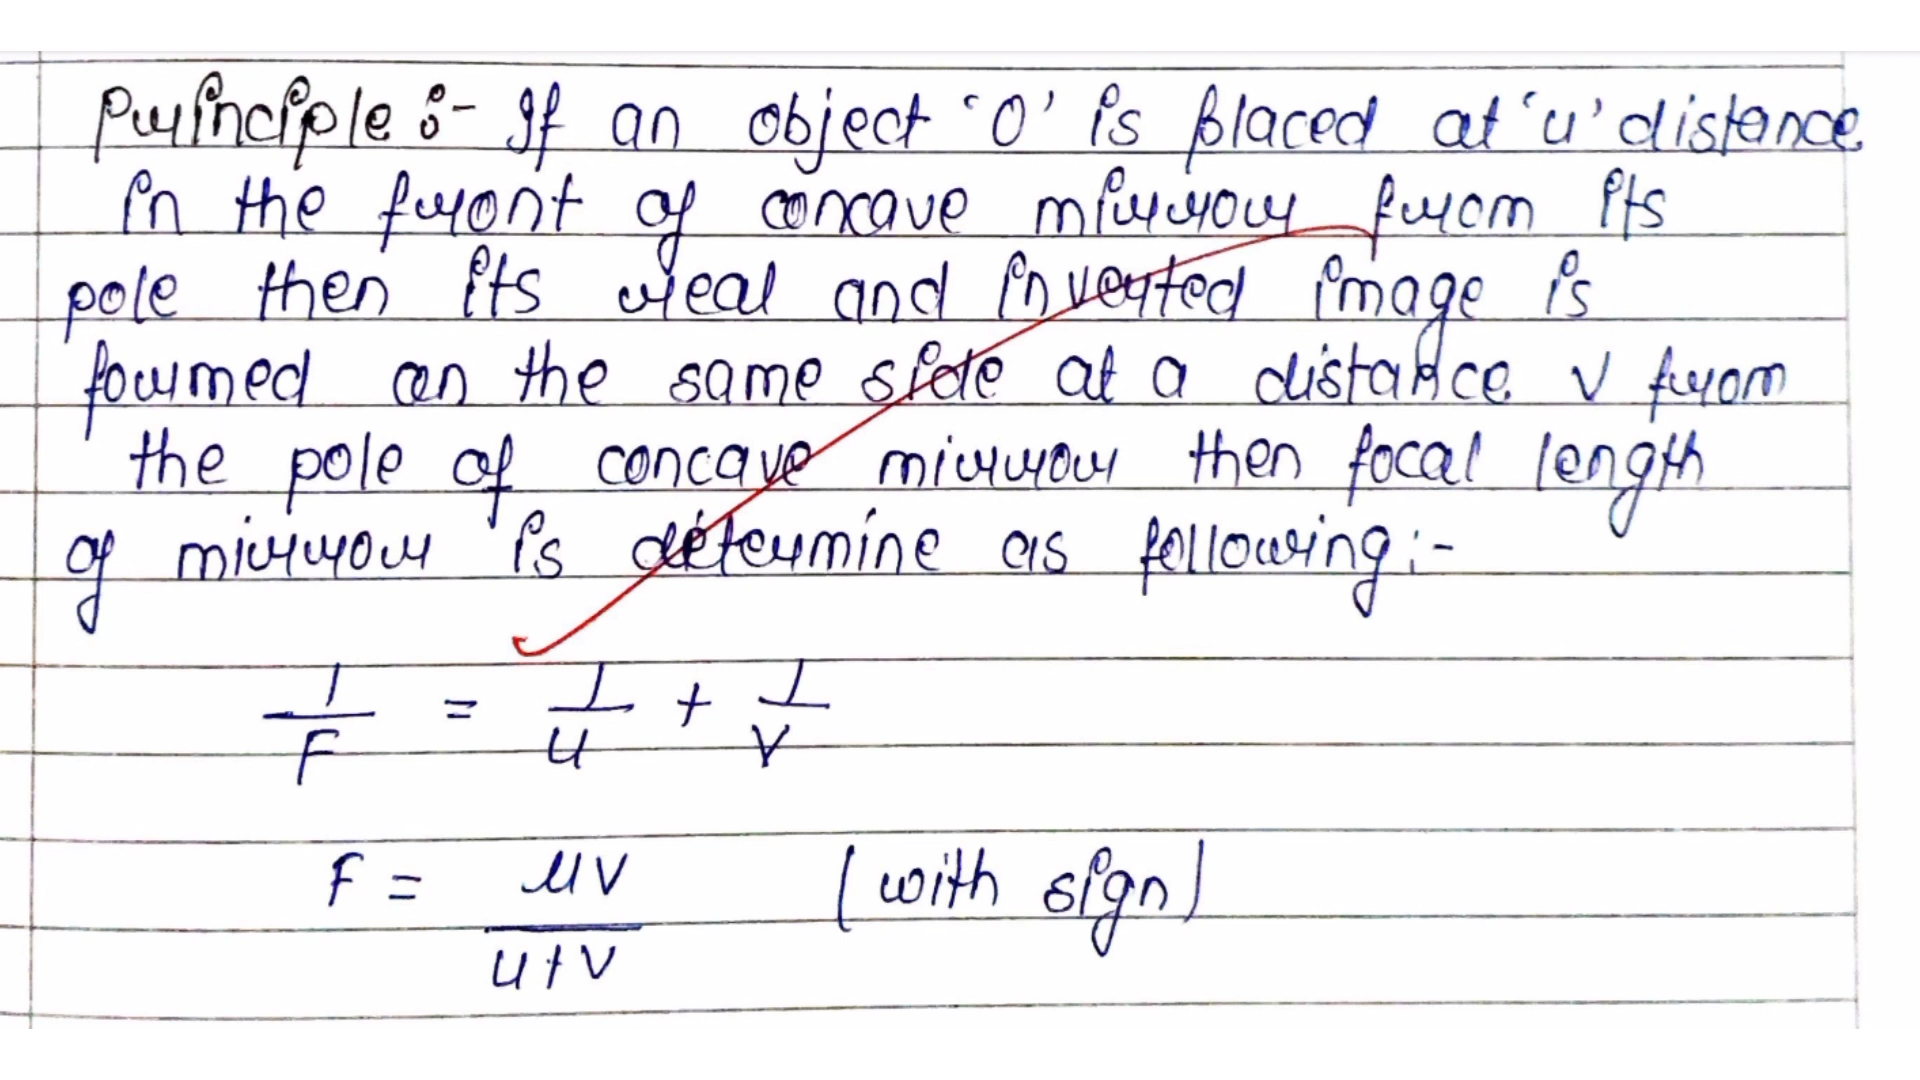 Principle :- If an object 'O' is placed at 'u' distance
in the front of concave mirror from its
pole then its real and inverted image is
formed on the same side at a distance v from
the pole of concave mirror then focal length
of mirror is determine as following :-
1/F = 1/u + 1/v
F = uv/u+v (with sign)